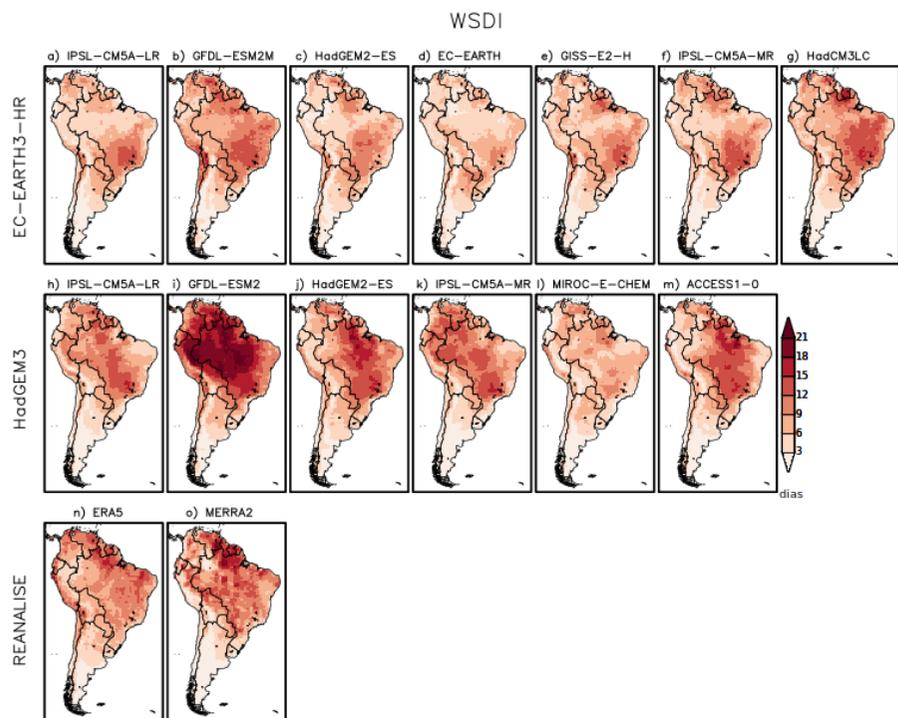 WSDI
a) IPSL-CM5A-LR b) GFDL-ESM2M c) HadGEM2-ES d) EC-EARTH e) GISS-E2-H f) IPSL-CM5A-MR g) HadCM3LC
EC-EARTH3-HR
h) IPSL-CM5A-LR i) GFDL-ESM2 j) HadGEM2-ES k) IPSL-CM5A-MR l) MIROC-E-CHEM m) ACCESS1-0
HadGEM3
21
18
15
12
9
6
3
dias
n) ERA5 o) MERRA2
REANALISE